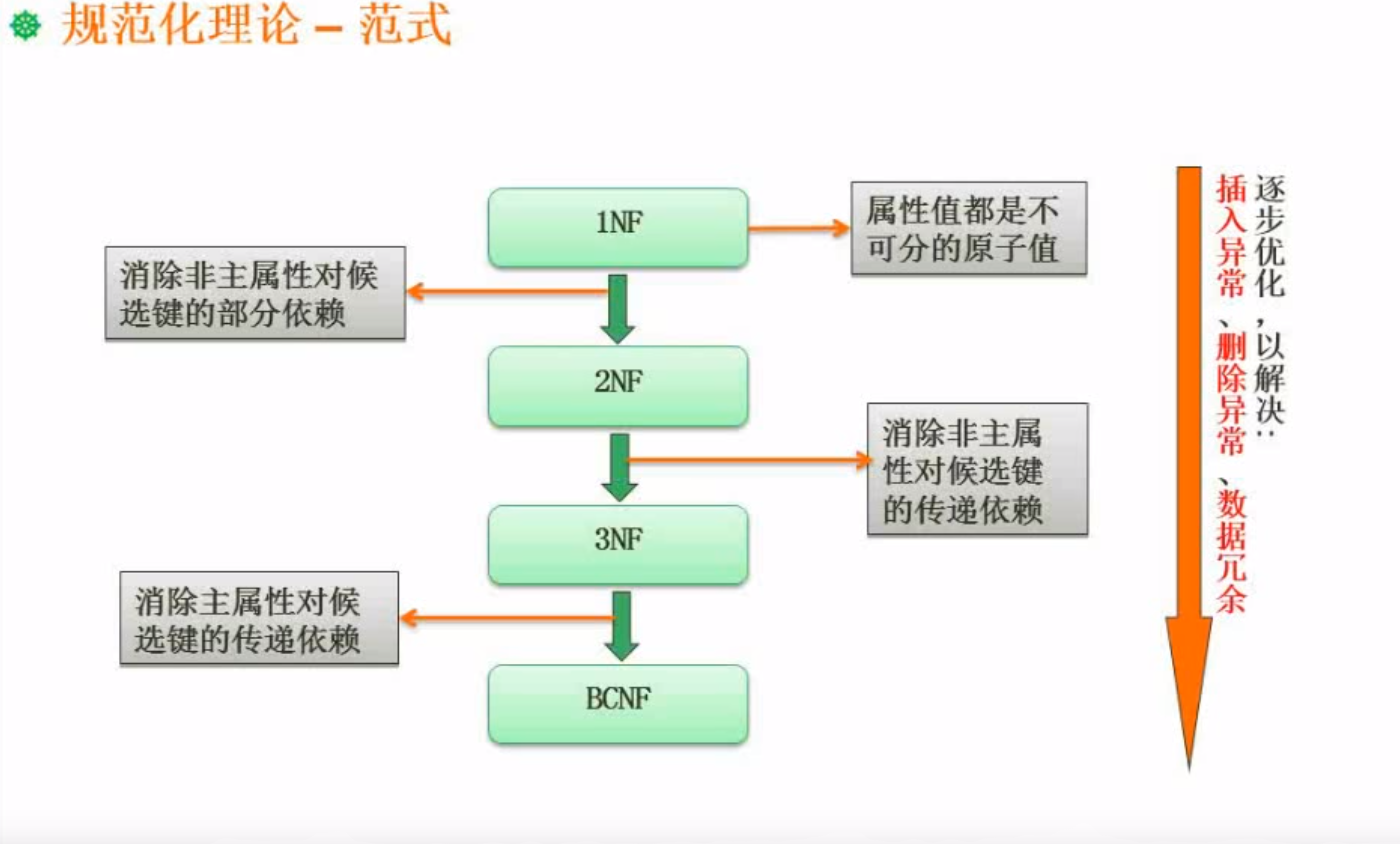 规范化理论 – 范式
1NF
属性值都是不
可分的原子值
消除非主属性对候
选键的部分依赖
2NF
消除非主属
性对候选键
的传递依赖
3NF
消除主属性对候
选键的传递依赖
BCNF
逐步优化,以解决:
插入异常、删除异常、数据冗余